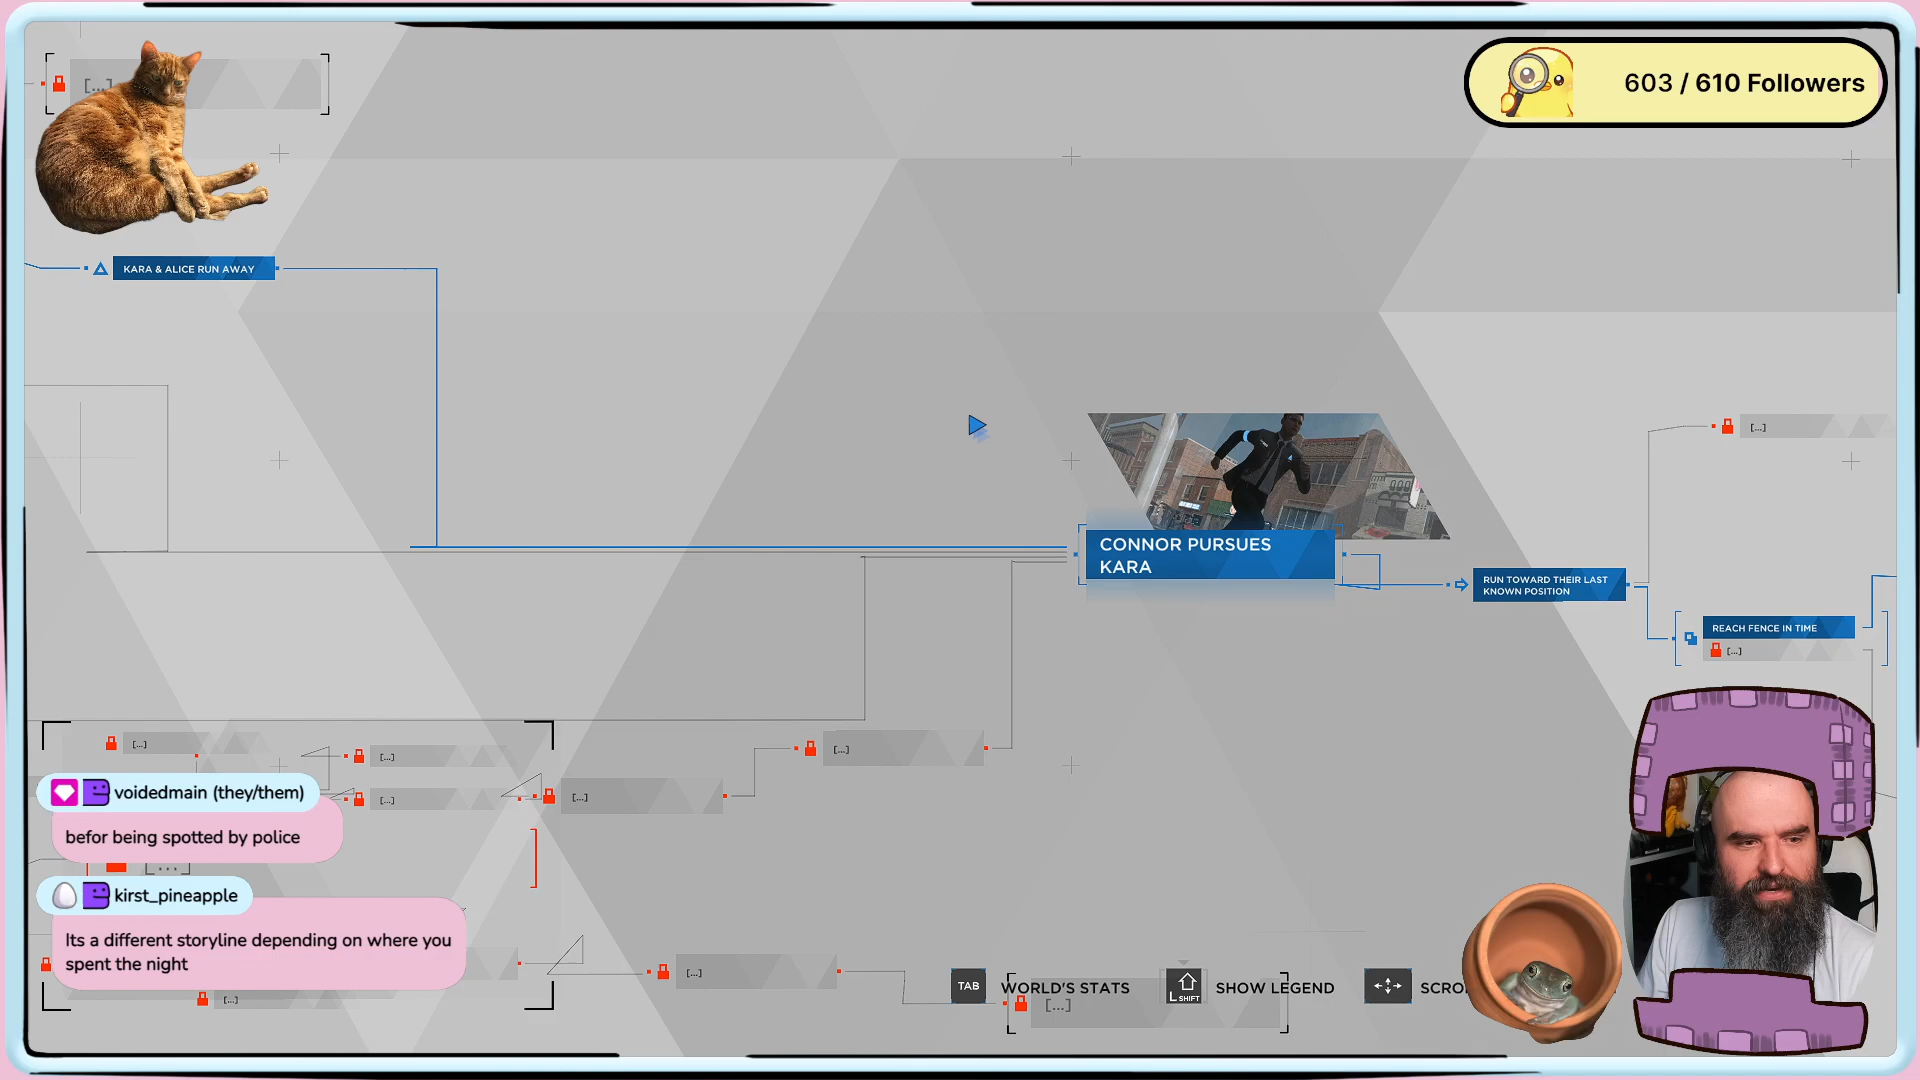 [...]
603 / 610 Followers
KARA & ALICE RUN AWAY
[...]
CONNOR PURSUES
KARA
RUN TOWARD THEIR LAST
KNOWN POSITION
REACH FENCE IN TIME
[...]
[...]
[...]
[...]
[...]
[...]
voidedmain (they/them)
befor being spotted by police
[...]
kirst_pineapple
Its a different storyline depending on where you
spent the night
[...]
[...]
TAB
WORLD'S STATS
L SHIFT
SHOW LEGEND
SCRO
[...]